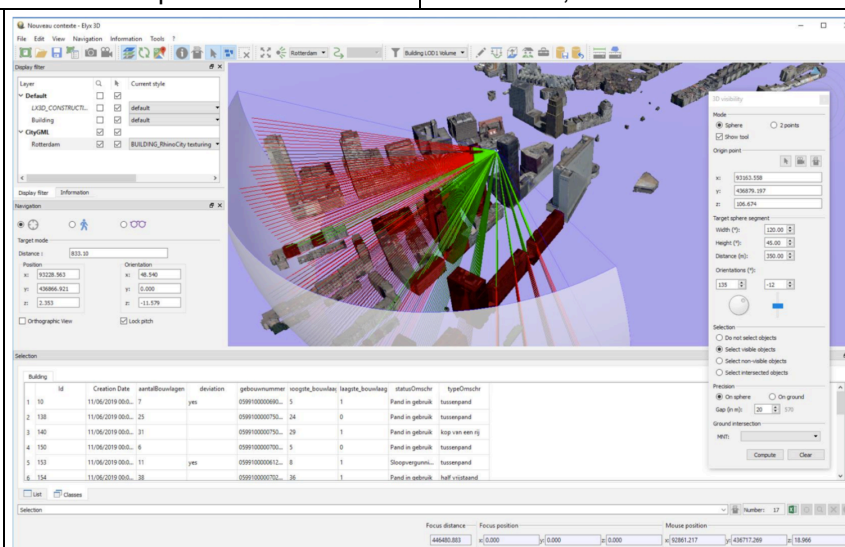 Nouveau contexte - Elyx 3D
File Edit View Navigation Information Tools ?
Rotterdam
Building LOD1 Volume
Display filter
Layer Current style
Default
LX3D_CONSTRUCTI... default
Building default
CityGML
Rotterdam BUILDING_RhinoCity texturing
Display filter Information
Navigation
Target mode
Distance : 833.10
Position Orientation
x: 93228.563 x: 48.540
y: 436866.921 y: 0.000
z: 2.353 z: -11.579
Orthographic View Lock pitch
3D visibility
Mode
Sphere 2 points
Show tool
Origin point
x: 93163.558
y: 436879.197
z: 106.674
Target sphere segment
Width (°): 120.00
Height (°): 45.00
Distance (m): 350.00
Orientations (°):
135 -12
Selection
Do not select objects
Select visible objects
Select non-visible objects
Select intersected objects
Precision
On sphere On ground
Gap (in m): 20 570
Ground intersection
MNT:
Compute Clear
Selection
Building
Id Creation Date aantalBouwlagen deviation gebouwnummer roogste_bouwlaag laagste_bouwlaag statusOmschr typeOmschr
1 10 11/06/2019 00:0... 7 yes 0599100000690... 5 1 Pand in gebruik tussenpand
2 138 11/06/2019 00:0... 25 0599100000750... 24 0 Pand in gebruik tussenpand
3 140 11/06/2019 00:0... 31 0599100000750... 29 1 Pand in gebruik kop van een rij
4 150 11/06/2019 00:0... 6 0599100000700... 5 0 Pand in gebruik tussenpand
5 153 11/06/2019 00:0... 11 yes 0599100000612... 8 1 Sloopvergunni... tussenpand
6 154 11/06/2019 00:0... 38 0599100000702... 36 1 Pand in gebruik half vrijstaand
List Classes
Selection Number: 17
Focus distance Focus position Mouse position
446480.883 x: 0.000 y: 0.000 z: 0.000 x: 92861.217 y: 436717.269 z: 18.966